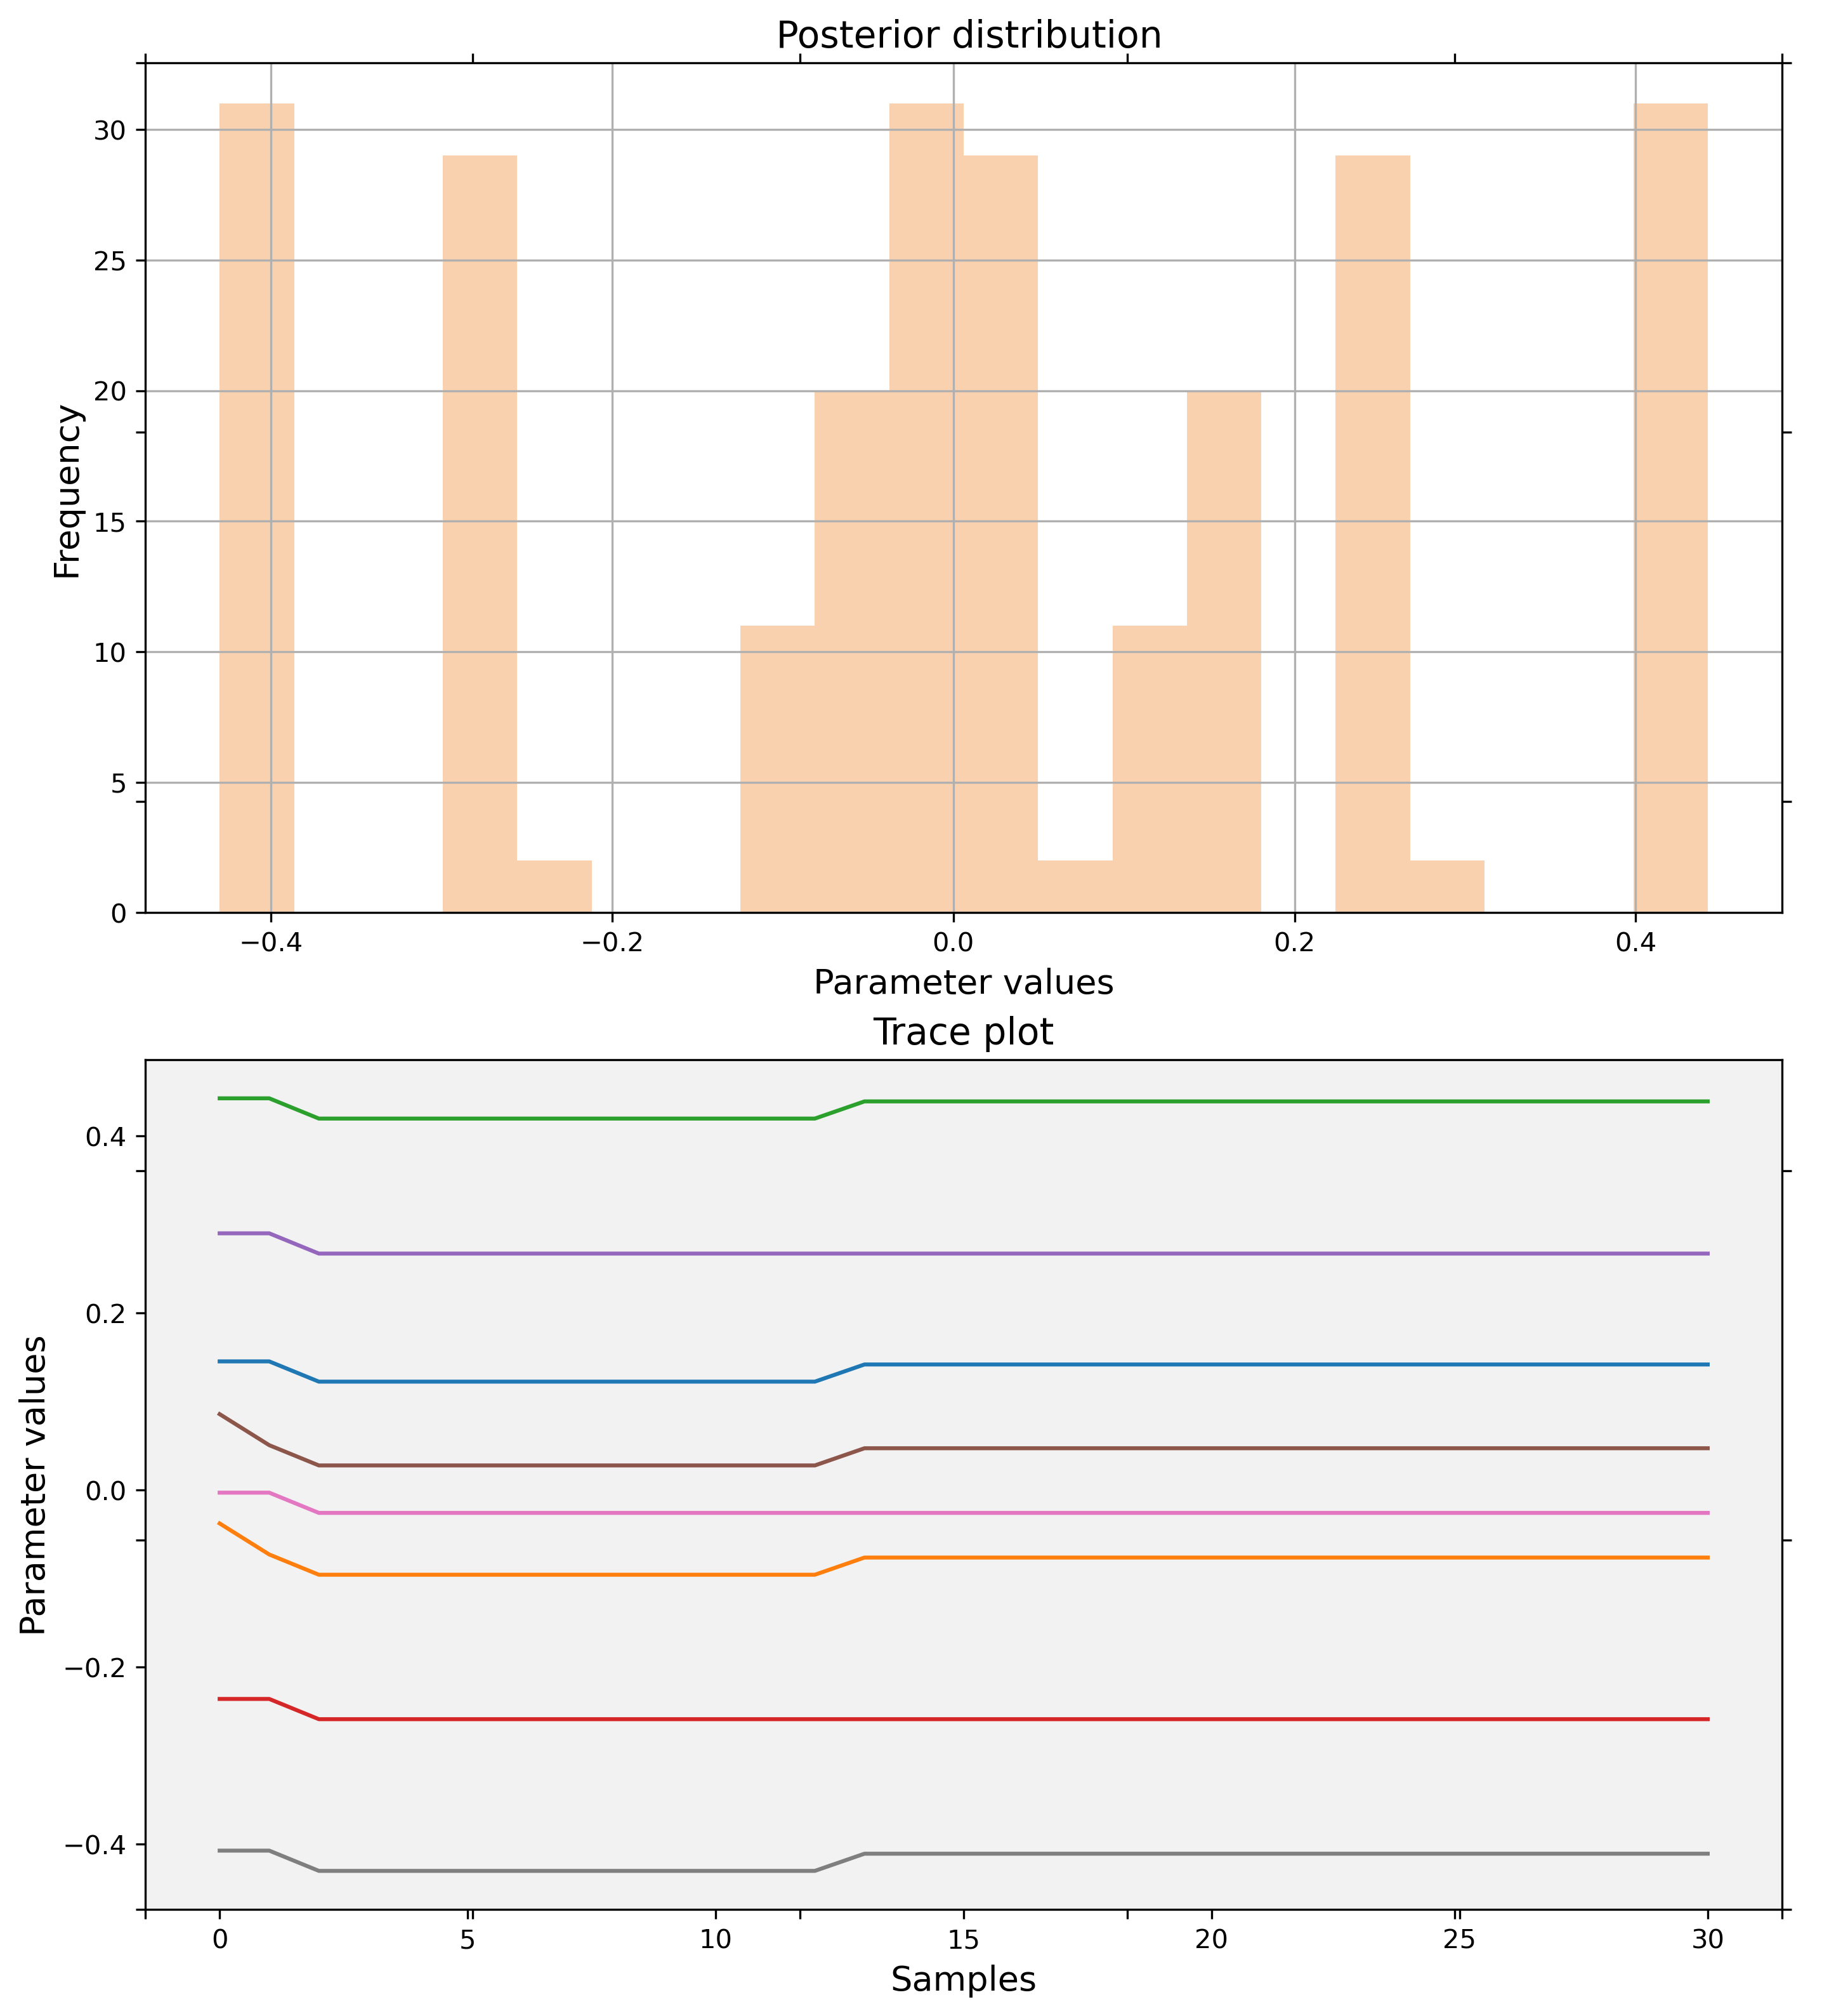 Posterior distribution
30
25
20
15
10
5
0
Frequency
−0.4 −0.2 0.0 0.2 0.4
Parameter values
Trace plot
0.4
0.2
0.0
−0.2
−0.4
Parameter values
0 5 10 15 20 25 30
Samples